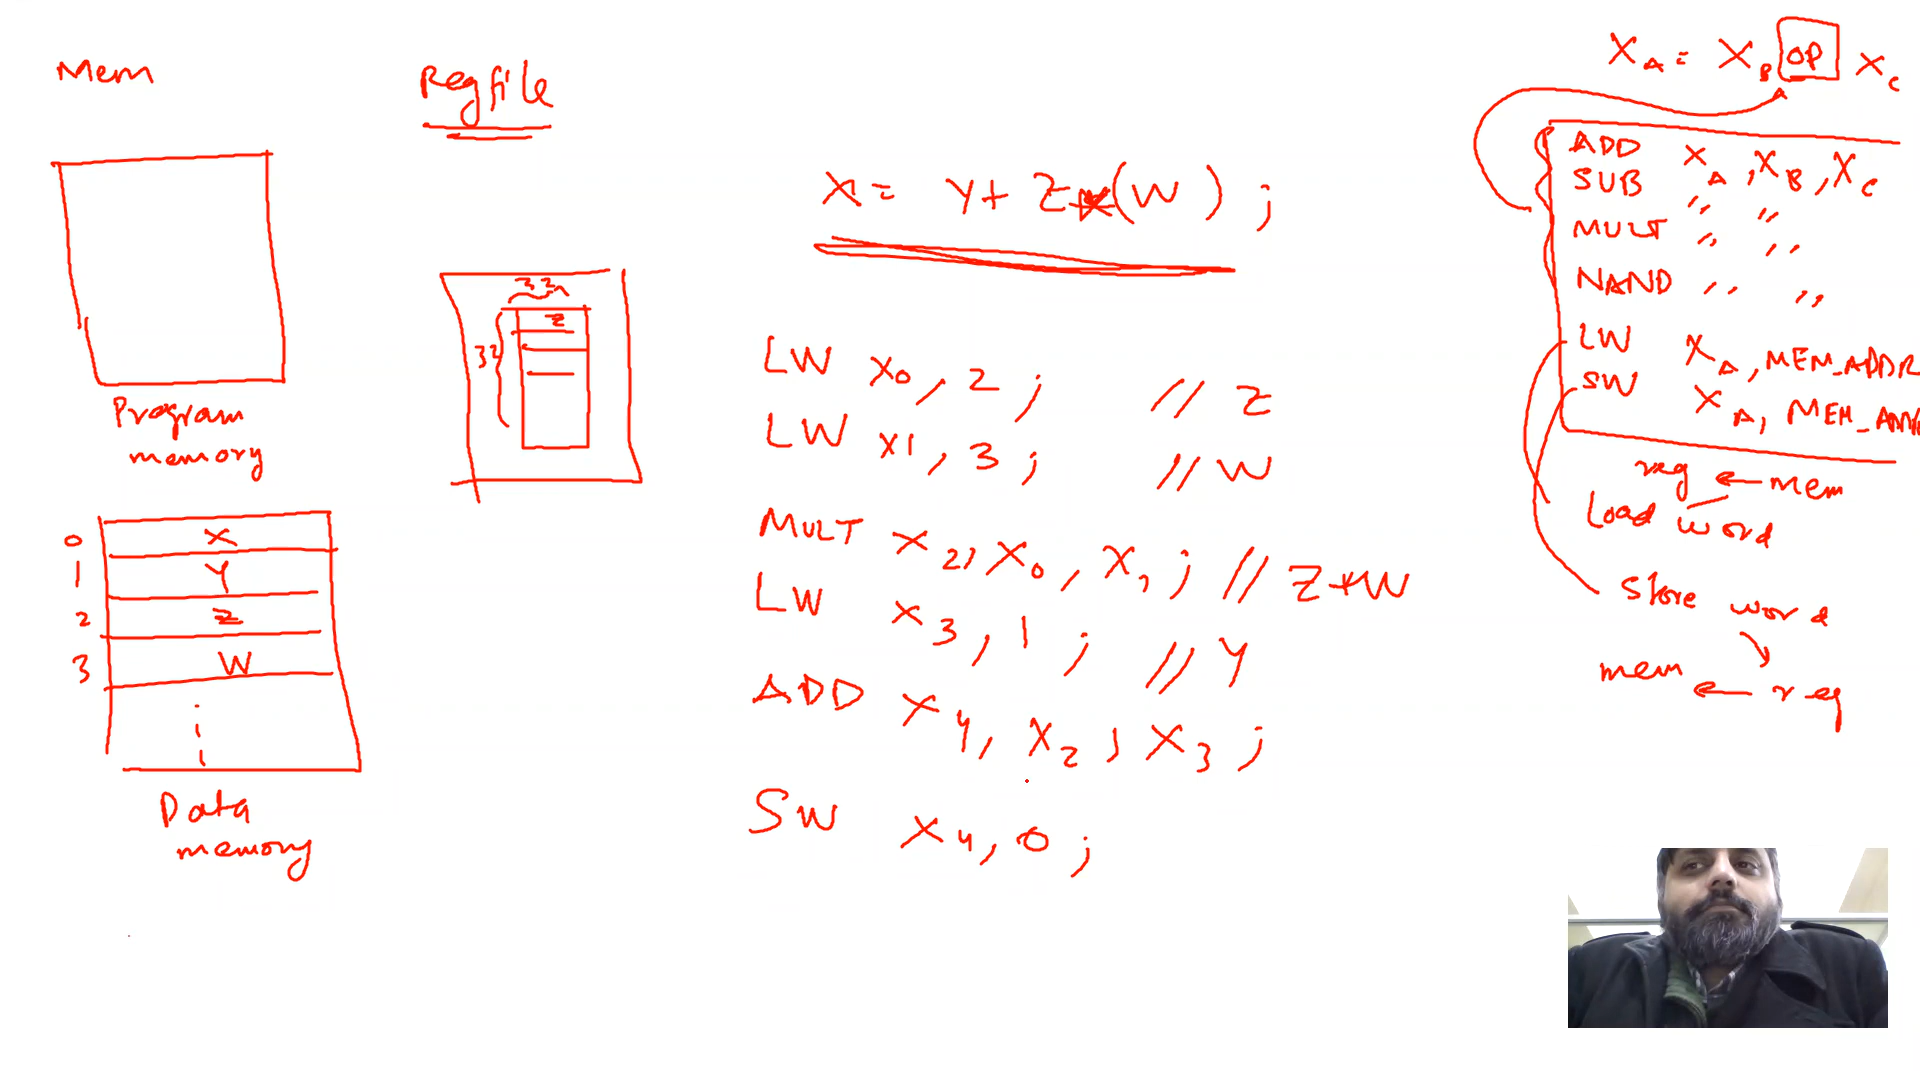 Mem
Regfile
Program
memory
32
32
Z
0 X
1 Y
2 Z
3 W
Data
memory
X = Y + Z * (W) ;
LW X0, 2 ; // Z
LW X1, 3 ; // W
MULT X2, X0, X1 ; // Z*W
LW X3, 1 ; // Y
ADD X4, X2, X3 ;
SW X4, 0 ;
XA = XB OP XC
ADD XA, XB, XC
SUB " "
MULT " "
NAND " "
LW XA, MEM_ADDR
SW XA,
reg ← mem
Load word
Store word
mem ← reg